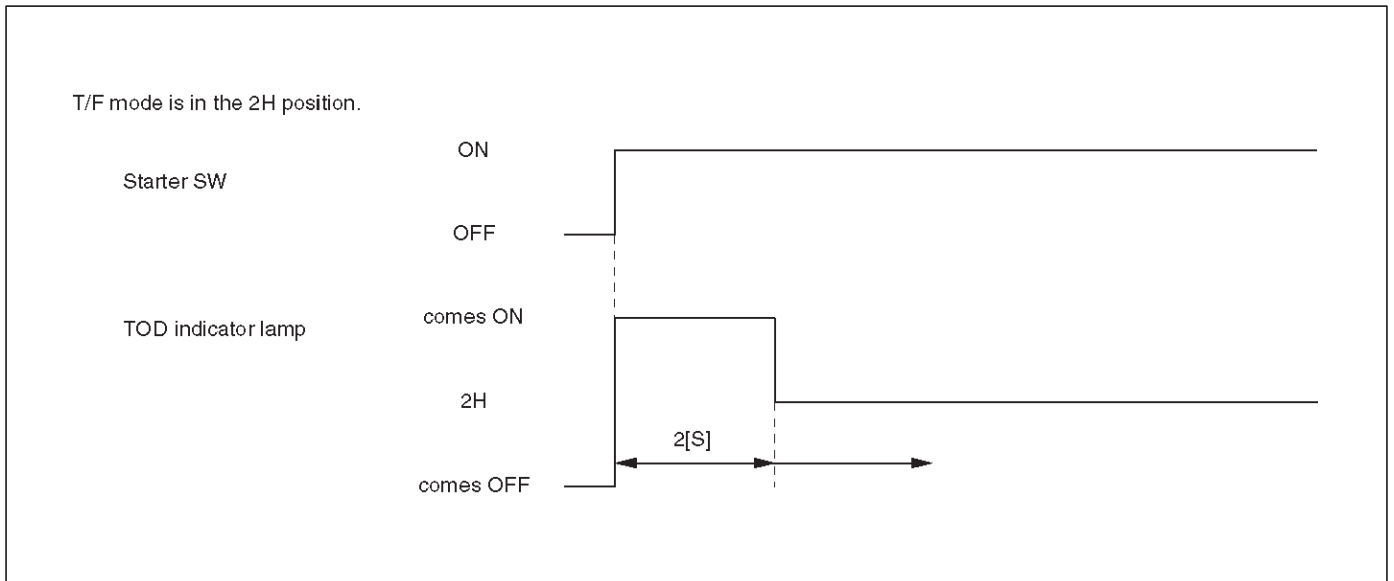 T/F mode is in the 2H position.
ON
Starter SW
OFF
comes ON
TOD indicator lamp
2H
2[S]
comes OFF